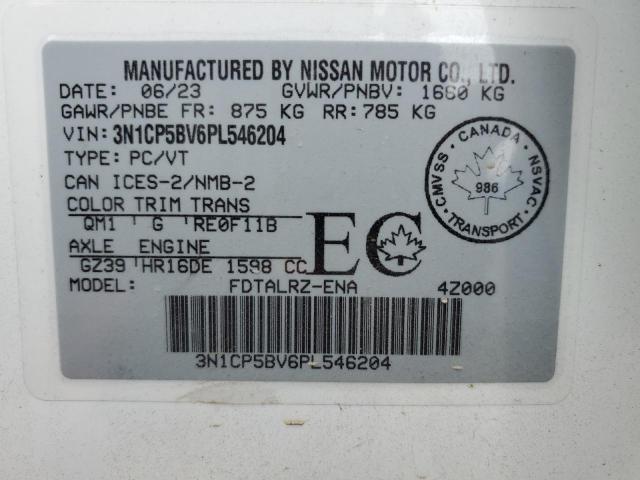 MANUFACTURED BY NISSAN MOTOR CO., LTD.
DATE: 06/23 GVWR/PNBV: 1660 KG
GAWR/PNBE FR: 875 KG RR: 785 KG
VIN: 3N1CP5BV6PL546204
TYPE: PC/VT
CAN ICES-2/NMB-2
COLOR TRIM TRANS
QM1 G RE0F11B
AXLE ENGINE
GZ39 HR16DE 1598 CC
MODEL: FDTALRZ-ENA 4Z000
EC
3N1CP5BV6PL546204
CANADA
CMVSS NSVAC
986
TRANSPORT